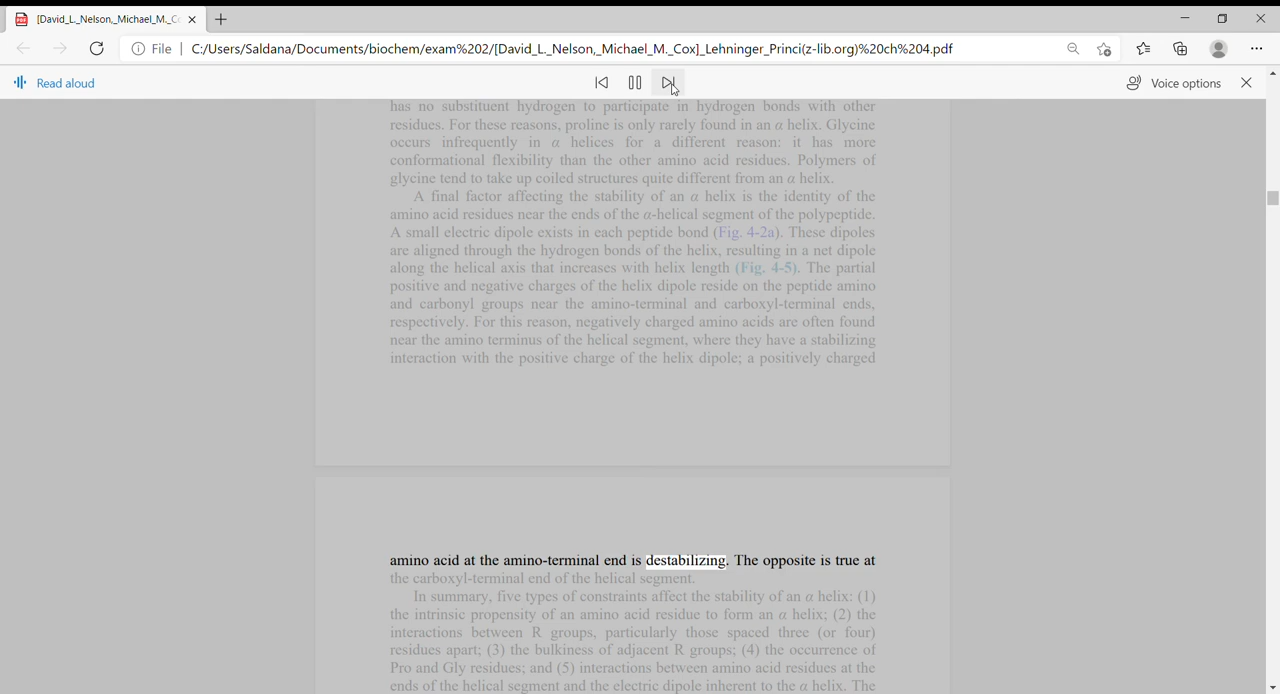 [David_L._Nelson,_Michael_M._C
File | C:/Users/Saldana/Documents/biochem/exam%202/[David_L._Nelson,_Michael_M._Cox]_Lehninger_Princi(z-lib.org)%20ch%204.pdf
Read aloud
Voice options
has no substituent hydrogen to participate in hydrogen bonds with other
residues. For these reasons, proline is only rarely found in an α helix. Glycine
occurs infrequently in α helices for a different reason: it has more
conformational flexibility than the other amino acid residues. Polymers of
glycine tend to take up coiled structures quite different from an α helix.
A final factor affecting the stability of an α helix is the identity of the
amino acid residues near the ends of the α-helical segment of the polypeptide.
A small electric dipole exists in each peptide bond (Fig. 4-2a). These dipoles
are aligned through the hydrogen bonds of the helix, resulting in a net dipole
along the helical axis that increases with helix length (Fig. 4-5). The partial
positive and negative charges of the helix dipole reside on the peptide amino
and carbonyl groups near the amino-terminal and carboxyl-terminal ends,
respectively. For this reason, negatively charged amino acids are often found
near the amino terminus of the helical segment, where they have a stabilizing
interaction with the positive charge of the helix dipole; a positively charged
amino acid at the amino-terminal end is destabilizing. The opposite is true at
the carboxyl-terminal end of the helical segment.
In summary, five types of constraints affect the stability of an α helix: (1)
the intrinsic propensity of an amino acid residue to form an α helix; (2) the
interactions between R groups, particularly those spaced three (or four)
residues apart; (3) the bulkiness of adjacent R groups; (4) the occurrence of
Pro and Gly residues; and (5) interactions between amino acid residues at the
ends of the helical segment and the electric dipole inherent to the α helix. The